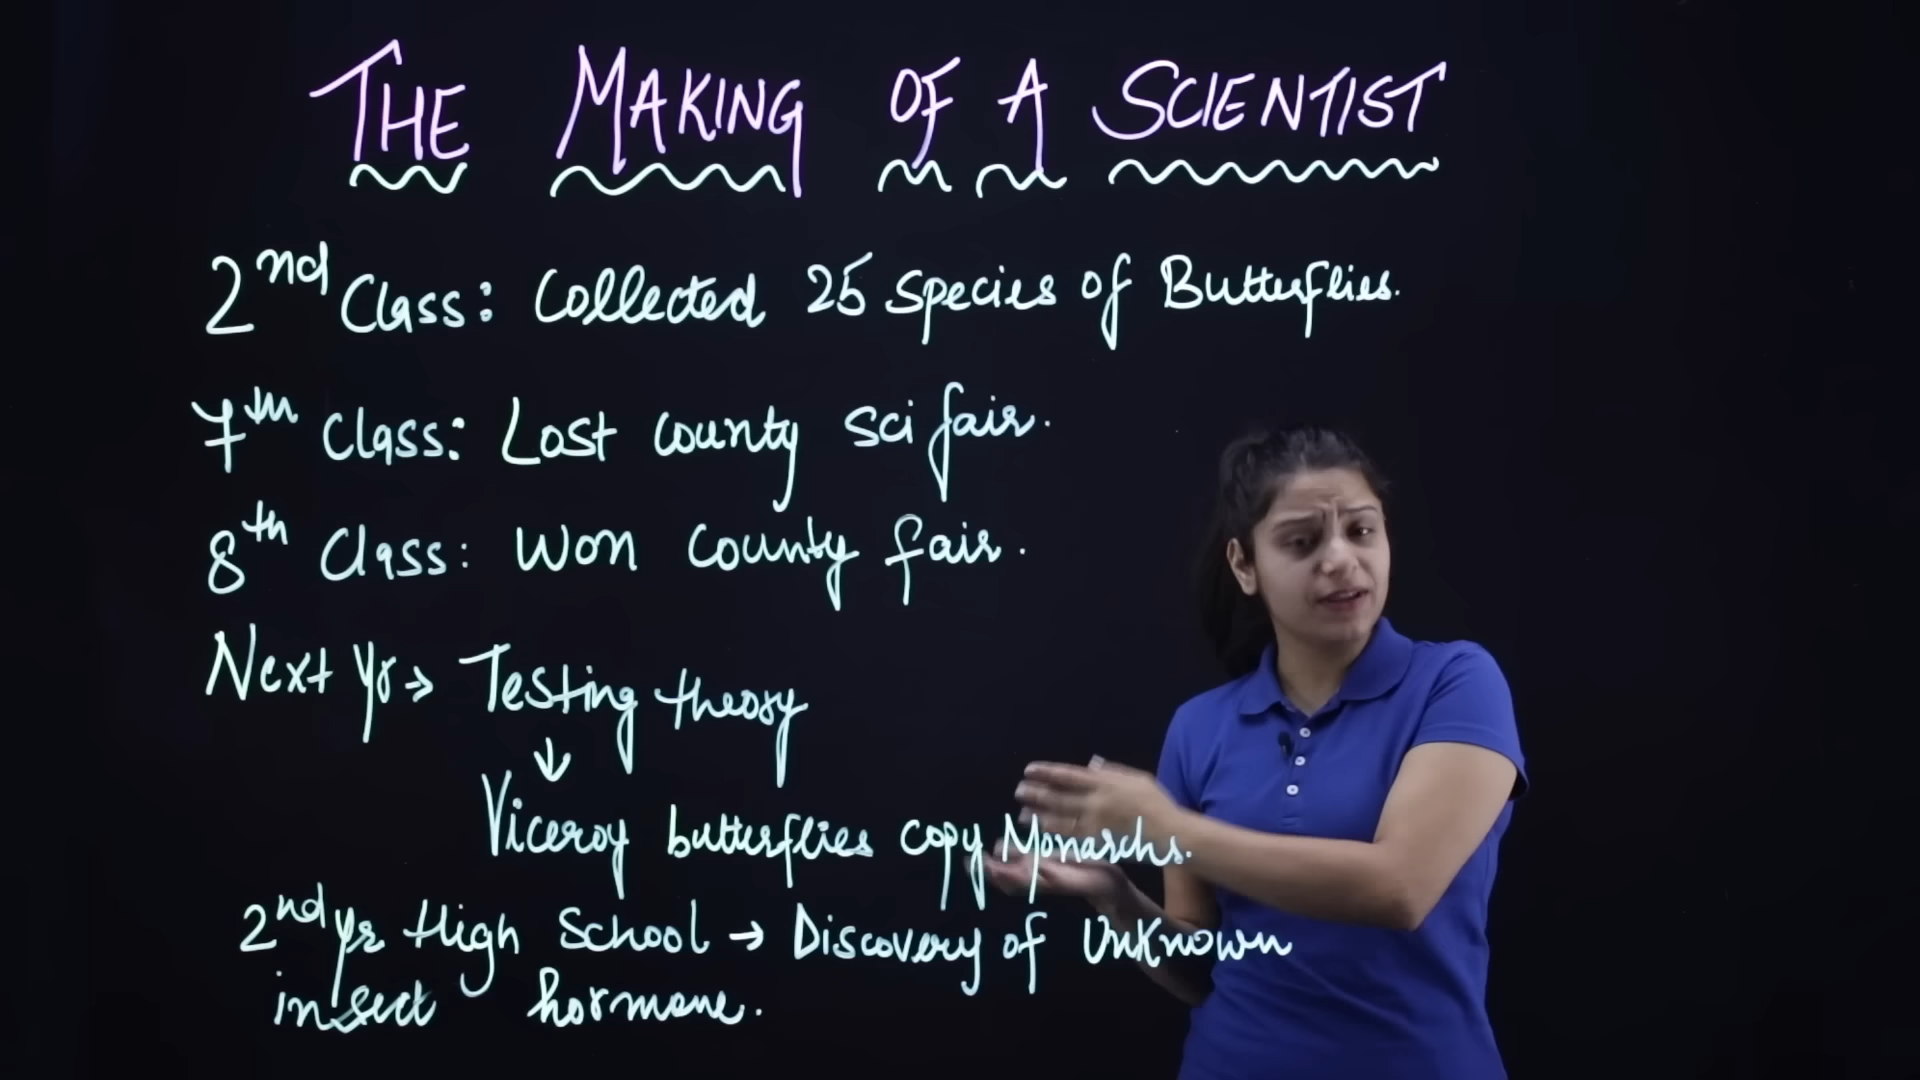 THE MAKING OF A SCIENTIST
2nd Class: Collected 25 Species of Butterflies.
7th Class: Lost county sci fair.
8th Class: Won County fair.
Next Yr → Testing theory
↓
Viceroy butterflies copy Monarchs.
2nd yr High School → Discovery of Unknown
insect hormone.